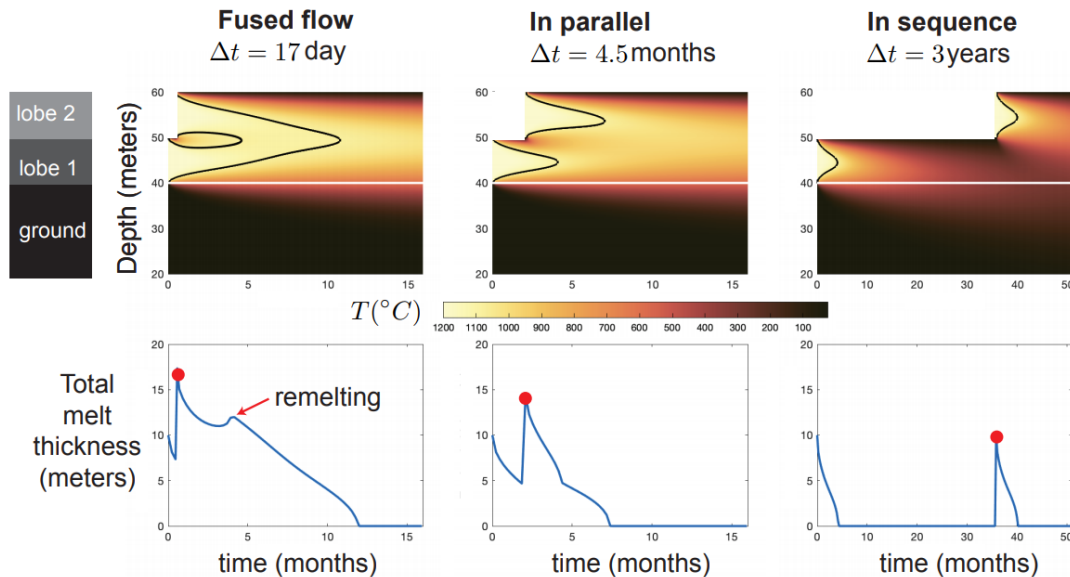 Fused flow
Δt = 17 day
In parallel
Δt = 4.5 months
In sequence
Δt = 3 years
lobe 2
lobe 1
ground
Depth (meters)
60
50
40
30
20
0 5 10 15
60
50
40
30
20
0 5 10 15
60
50
40
30
20
0 10 20 30 40 50
T(°C)
1200 1100 1000 900 800 700 600 500 400 300 200 100
Total
melt
thickness
(meters)
20
15
10
5
0
0 5 10 15
remelting
time (months)
20
15
10
5
0
0 5 10 15
time (months)
20
15
10
5
0
0 10 20 30 40 50
time (months)